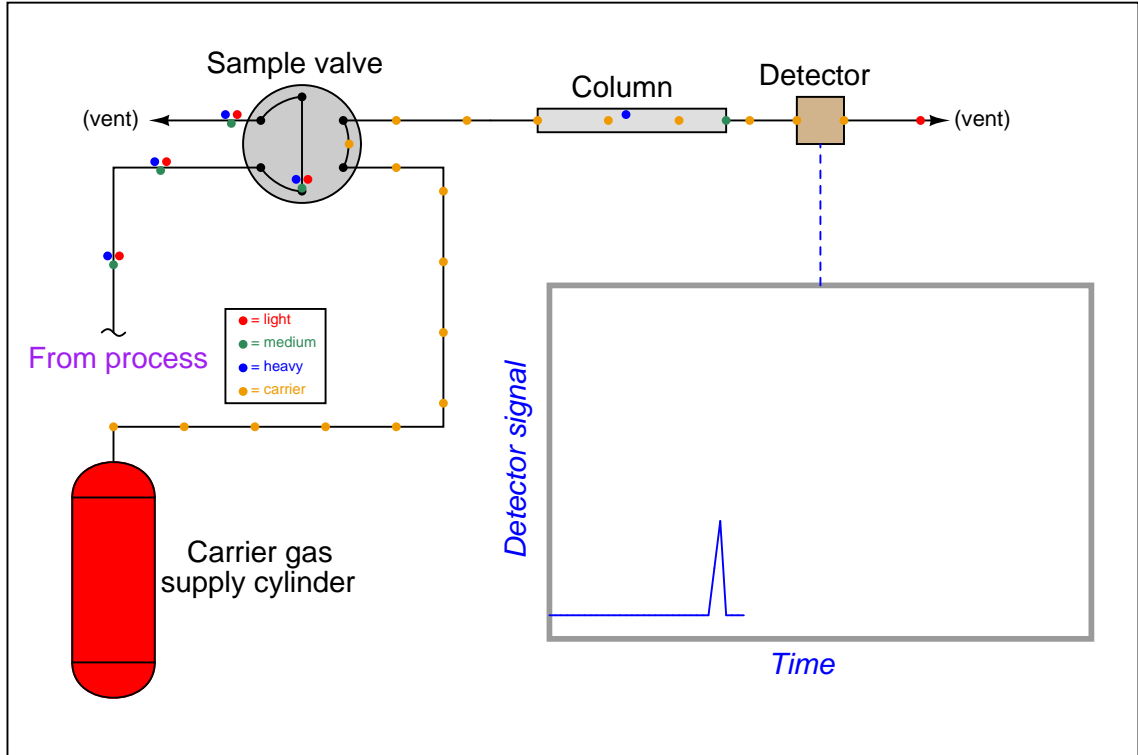 Sample valve
Column
Detector
(vent)
(vent)
From process
= light
= medium
= heavy
= carrier
Carrier gas
supply cylinder
Detector signal
Time